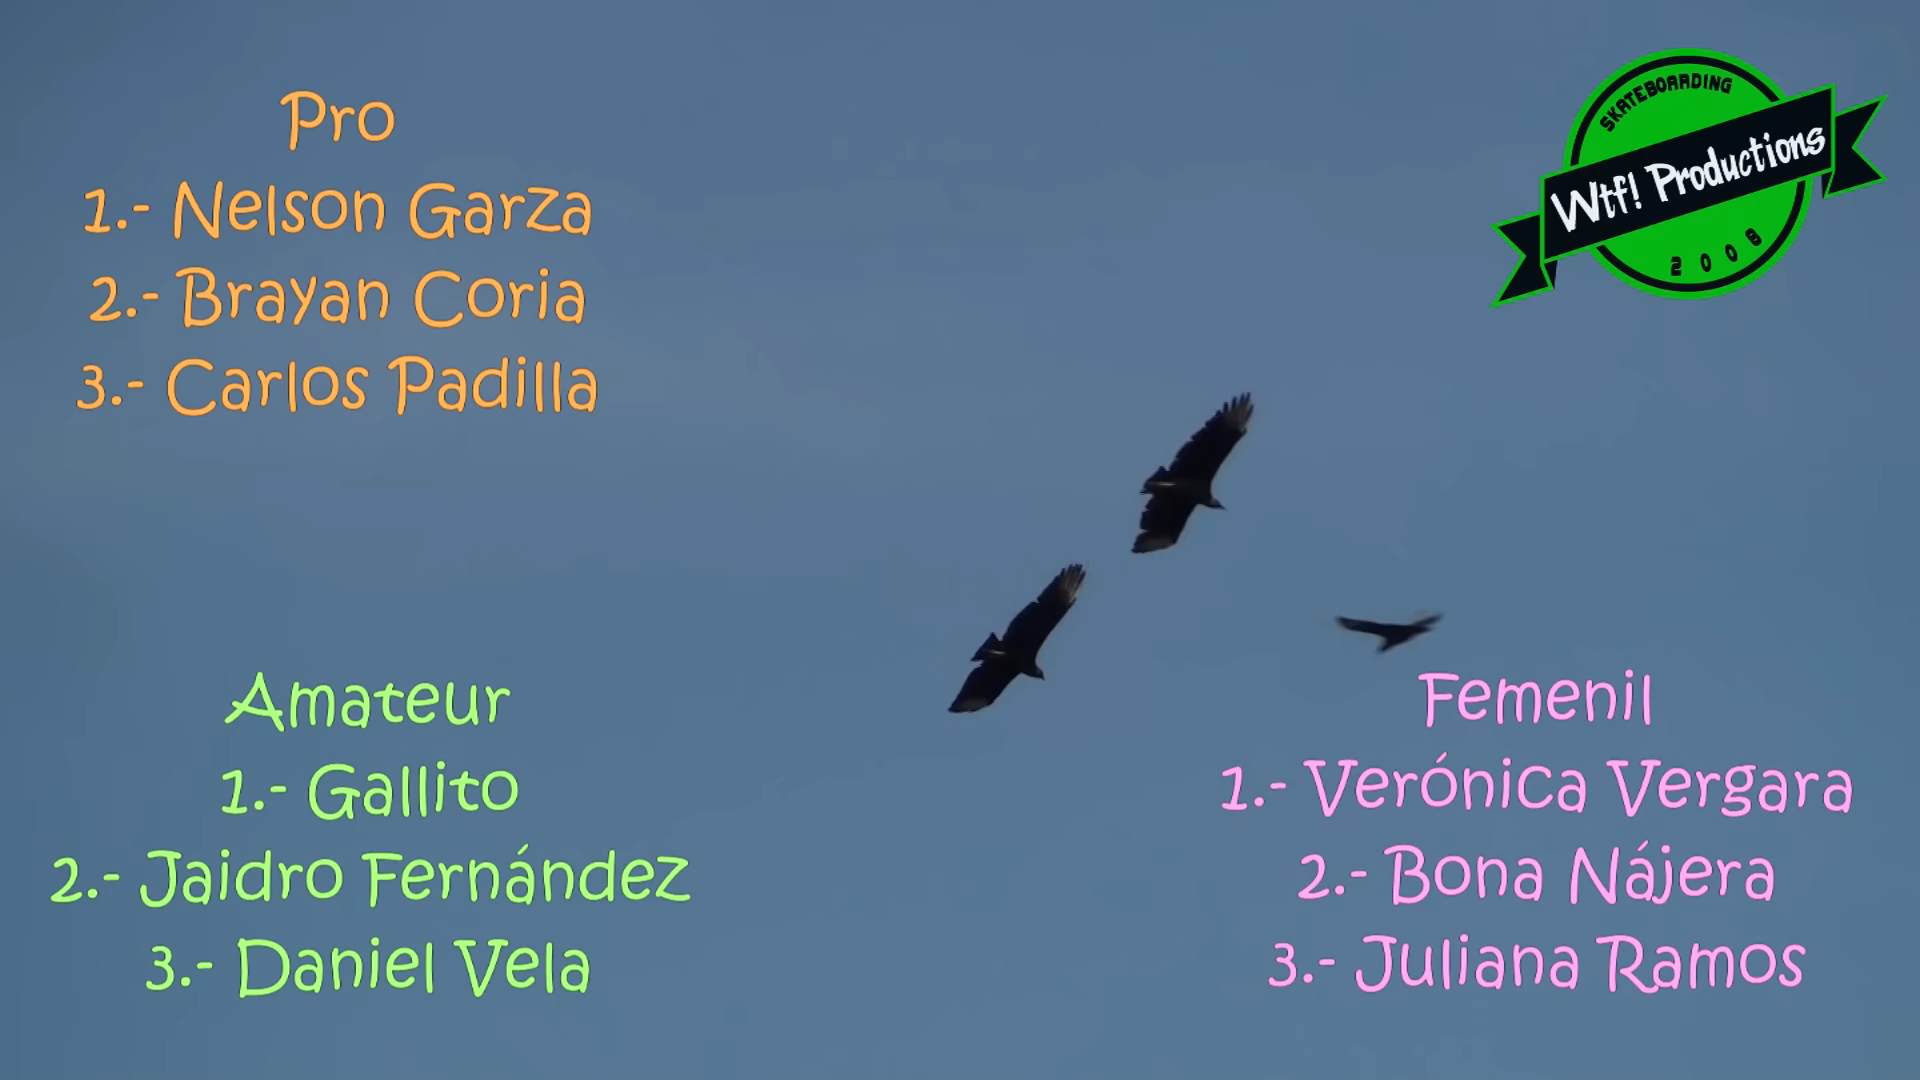 Pro
1.- Nelson Garza
2.- Brayan Coria
3.- Carlos Padilla
SKATEBOARDING
Wtf! Productions
2008
Amateur
1.- Gallito
2.- Jaidro Fernández
3.- Daniel Vela
Femenil
1.- Verónica Vergara
2.- Bona Nájera
3.- Juliana Ramos